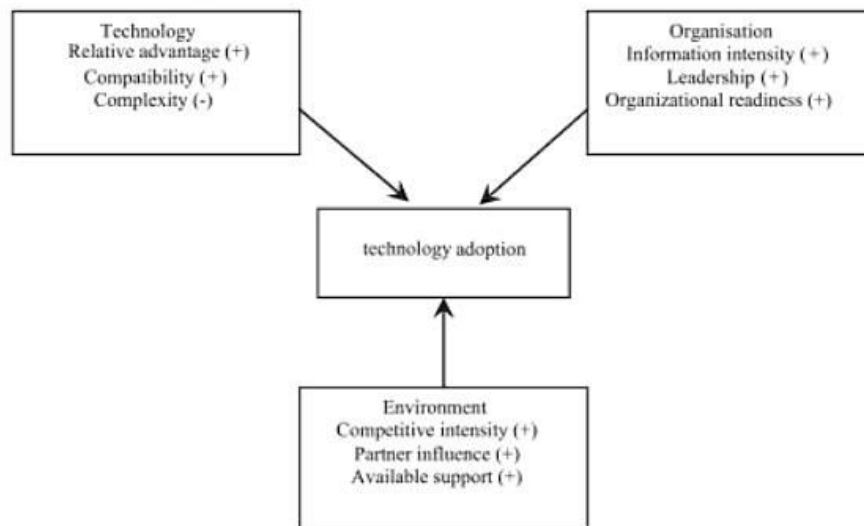 Technology
Relative advantage (+)
Compatibility (+)
Complexity (-)
Organisation
Information intensity (+)
Leadership (+)
Organizational readiness (+)
technology adoption
Environment
Competitive intensity (+)
Partner influence (+)
Available support (+)